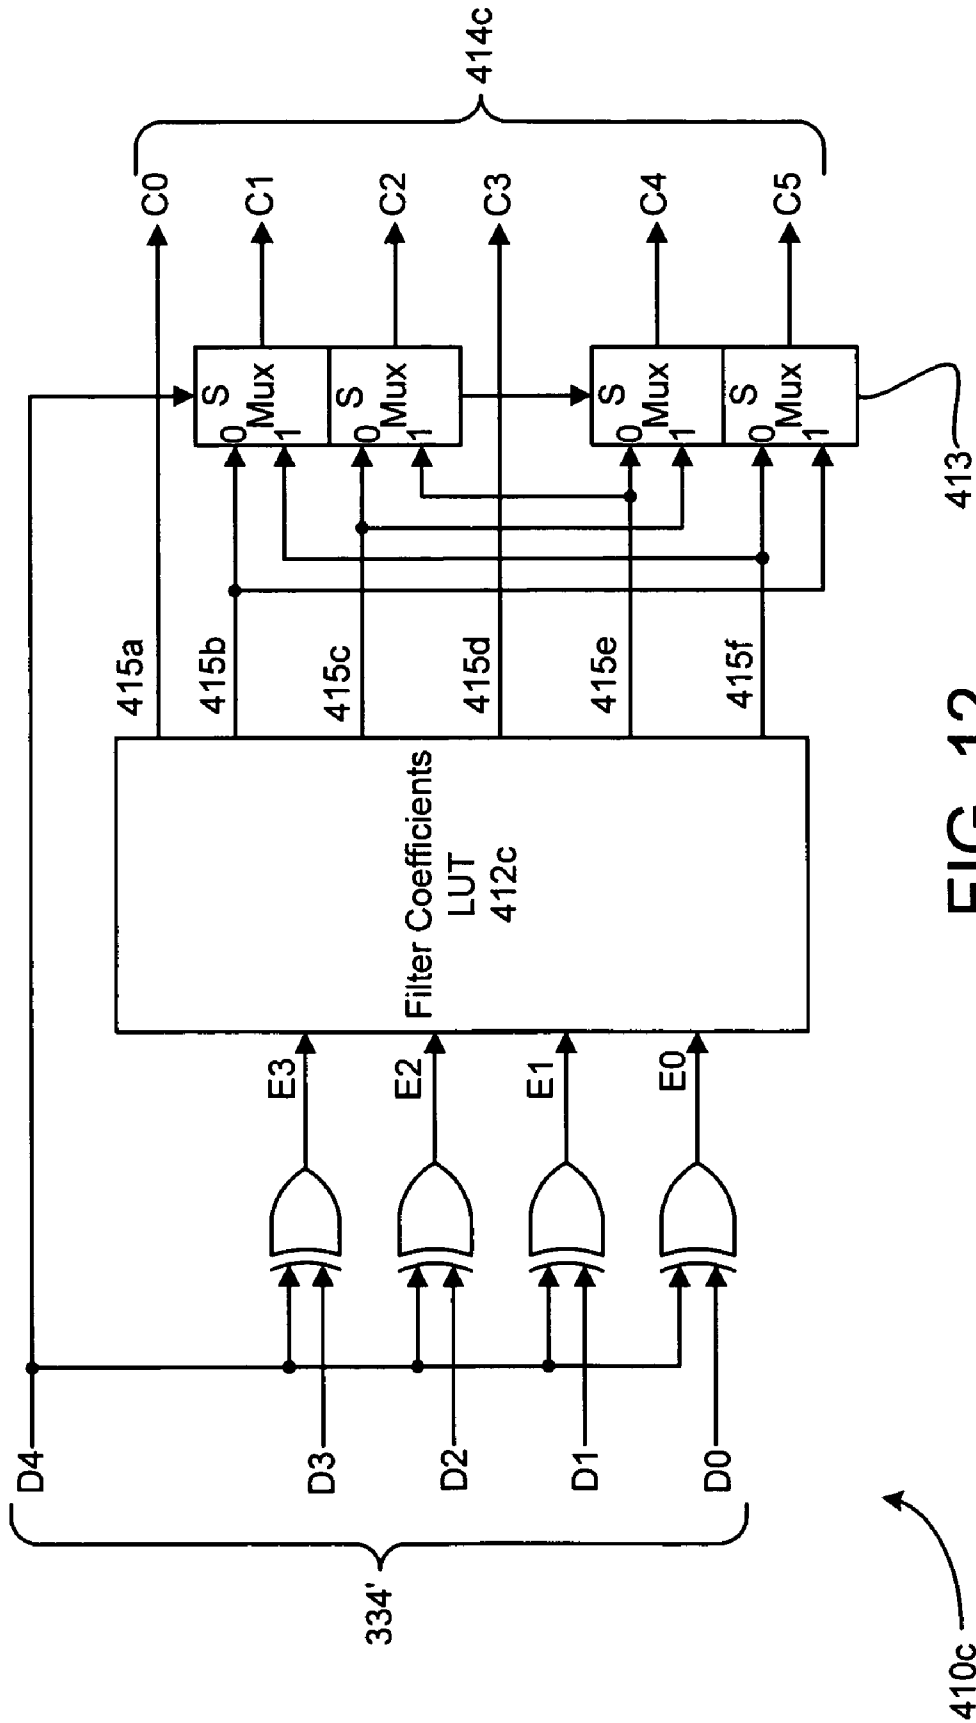 D4
D3
D2
D1
D0
334'
E3
E2
E1
E0
Filter Coefficients
LUT
412c
415a
415b
415c
415d
415e
415f
S
Mux
0
1
S
Mux
0
1
S
Mux
0
1
S
Mux
0
1
C0
C1
C2
C3
C4
C5
414c
413
410c
FIG. 12